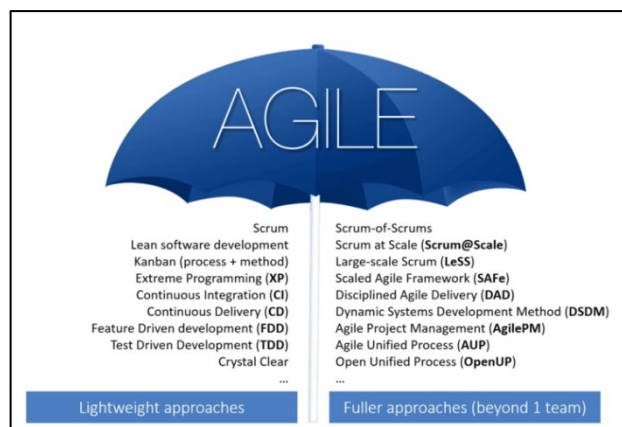 AGILE
Scrum
Lean software development
Kanban (process + method)
Extreme Programming (XP)
Continuous Integration (CI)
Continuous Delivery (CD)
Feature Driven development (FDD)
Test Driven Development (TDD)
Crystal Clear
...
Lightweight approaches
Scrum-of-Scrums
Scrum at Scale (Scrum@Scale)
Large-scale Scrum (LeSS)
Scaled Agile Framework (SAFe)
Disciplined Agile Delivery (DAD)
Dynamic Systems Development Method (DSDM)
Agile Project Management (AgilePM)
Agile Unified Process (AUP)
Open Unified Process (OpenUP)
...
Fuller approaches (beyond 1 team)